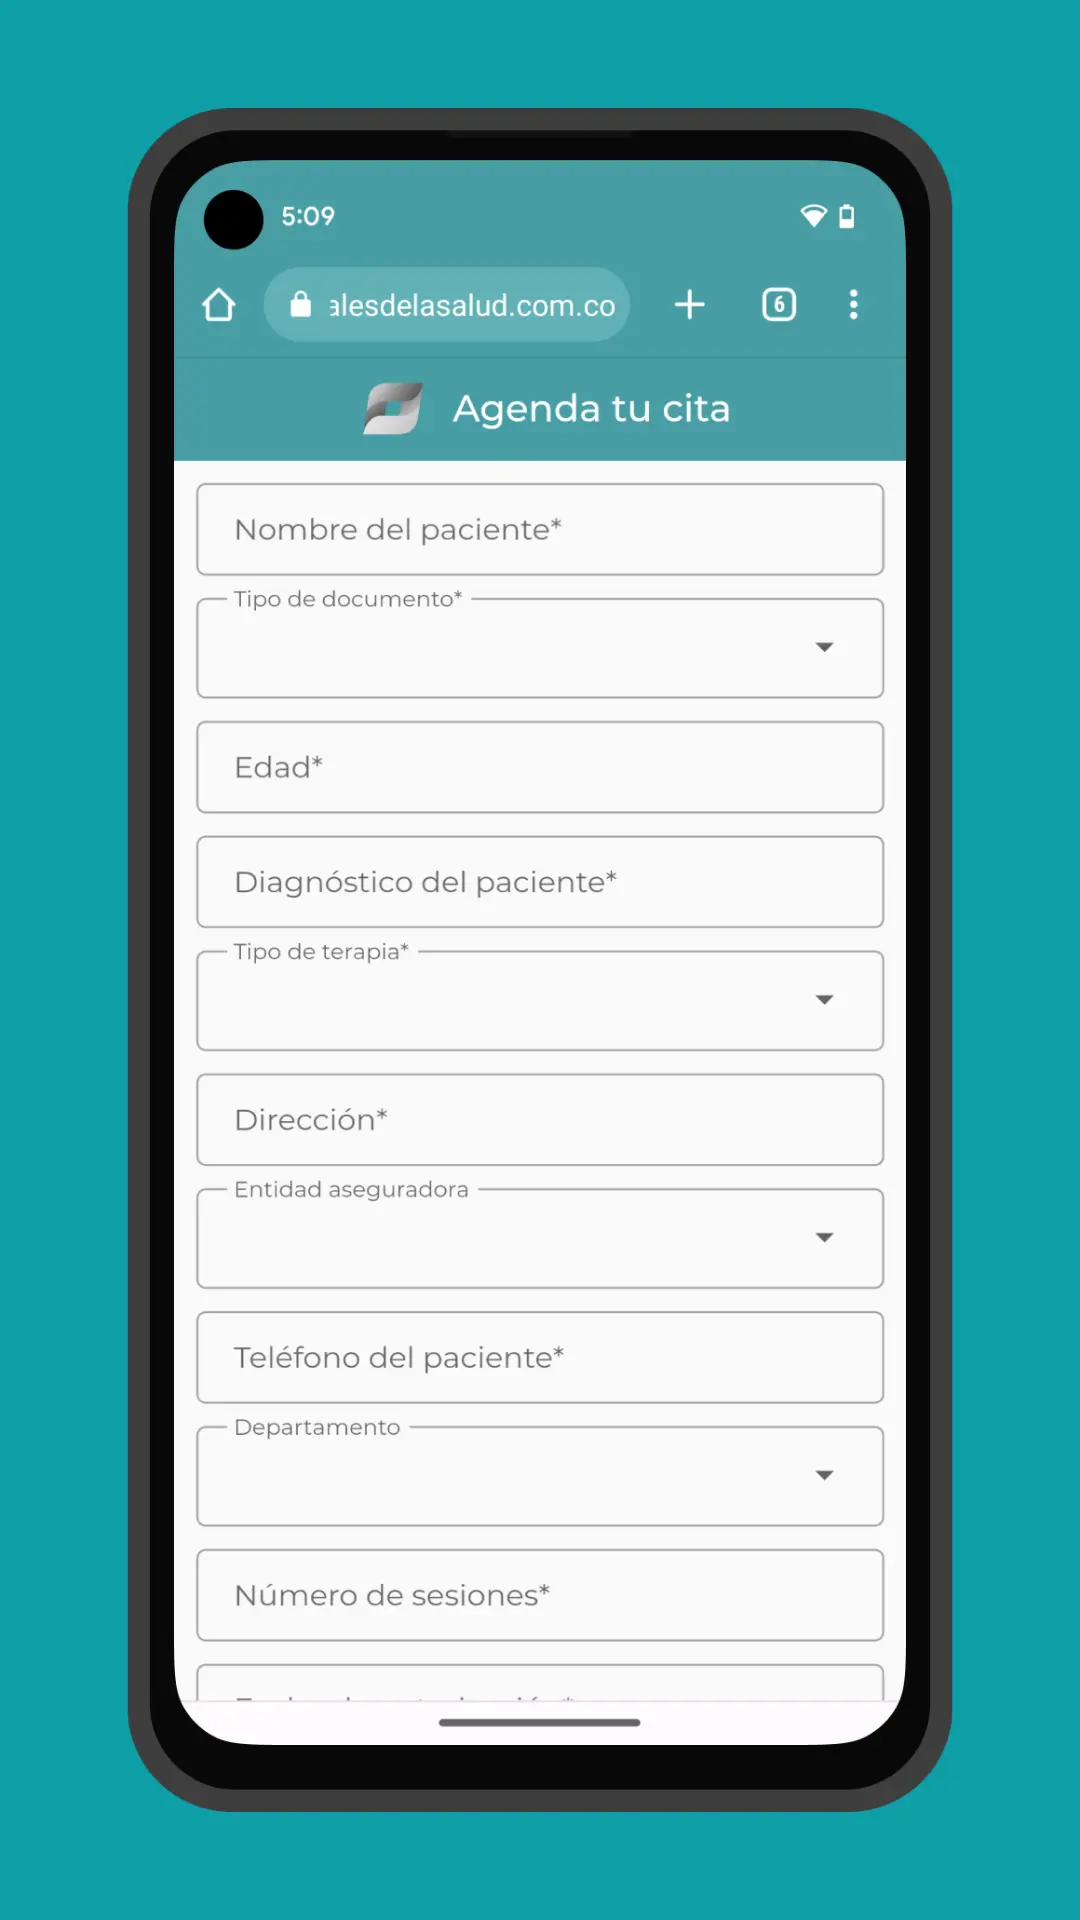 5:09
alesdelasalud.com.co
6
Agenda tu cita
Nombre del paciente*
Tipo de documento*
Edad*
Diagnóstico del paciente*
Tipo de terapia*
Dirección*
Entidad aseguradora
Teléfono del paciente*
Departamento
Número de sesiones*